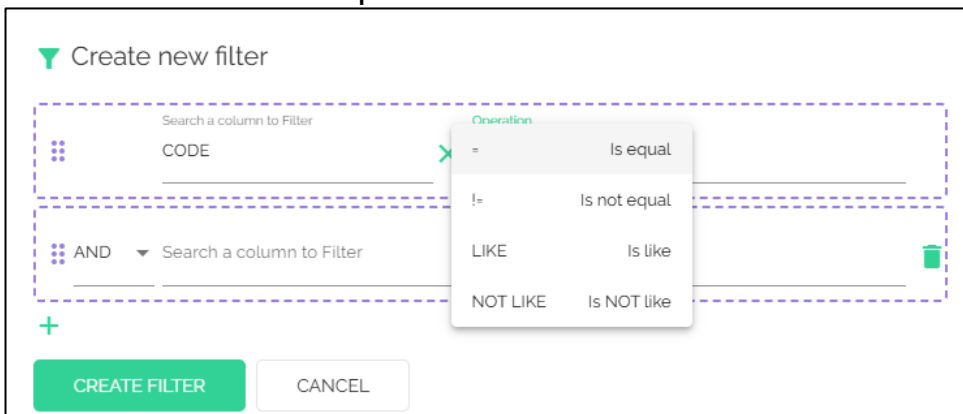 Create new filter
Search a column to Filter Operation
CODE = Is equal
!= Is not equal
AND Search a column to Filter LIKE Is like
NOT LIKE Is NOT like
CREATE FILTER CANCEL